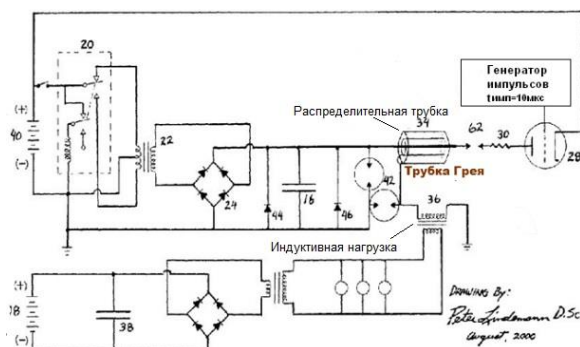 20
Генератор
импульсов
tимп=10мкс
Распределительная трубка
34
62
30
28
(+)
40
(-)
22
24
44
16
46
42
Трубка Грея
36
Индуктивная нагрузка
(+)
18
(-)
38
DRAWING BY:
Peter Lindemann D.Sc
August, 2000